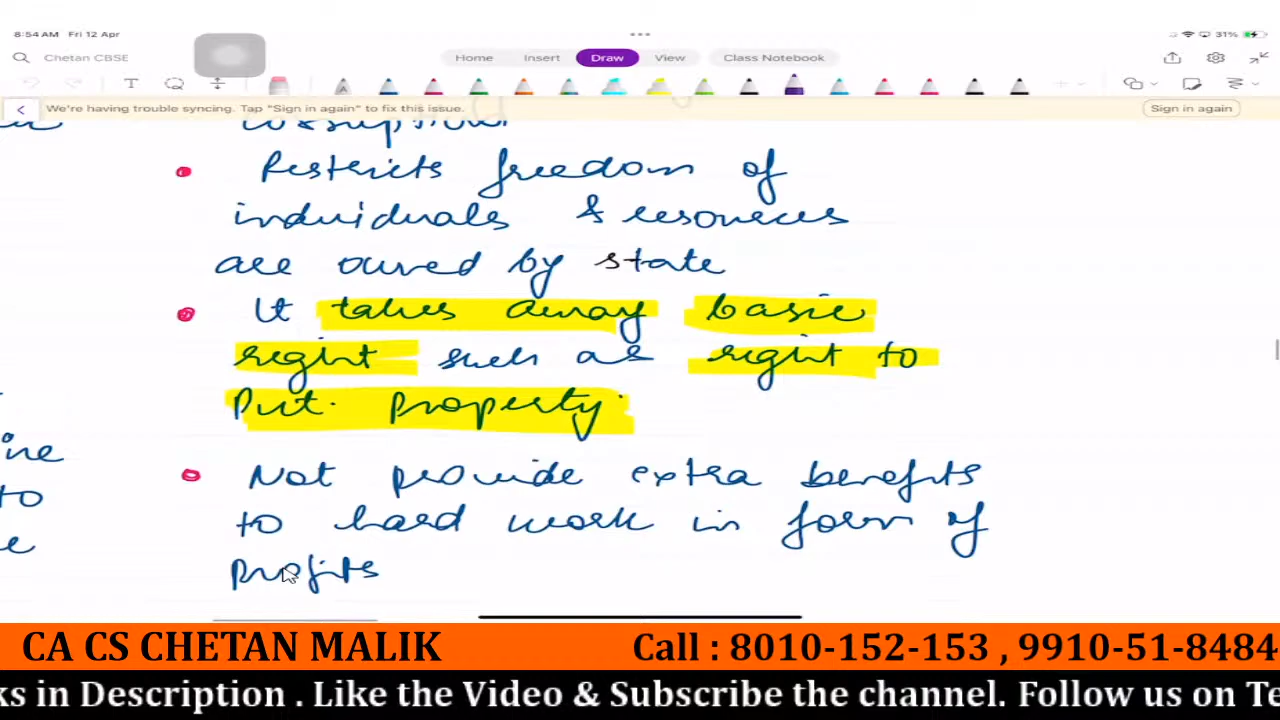 8:54 AM Fri 12 Apr
31%
Chetan CBSE
Home Insert Draw View Class Notebook
We're having trouble syncing. Tap "Sign in again" to fix this issue.
Sign in again
Restricts freedom of
individuals & resources
are owned by state
It takes away basic
right such as right to
Pvt. property.
Not provide extra benefits
to hard work in form of
profits
ine
to
e
CA CS CHETAN MALIK Call : 8010-152-153 , 9910-51-8484
ks in Description . Like the Video & Subscribe the channel. Follow us on Te